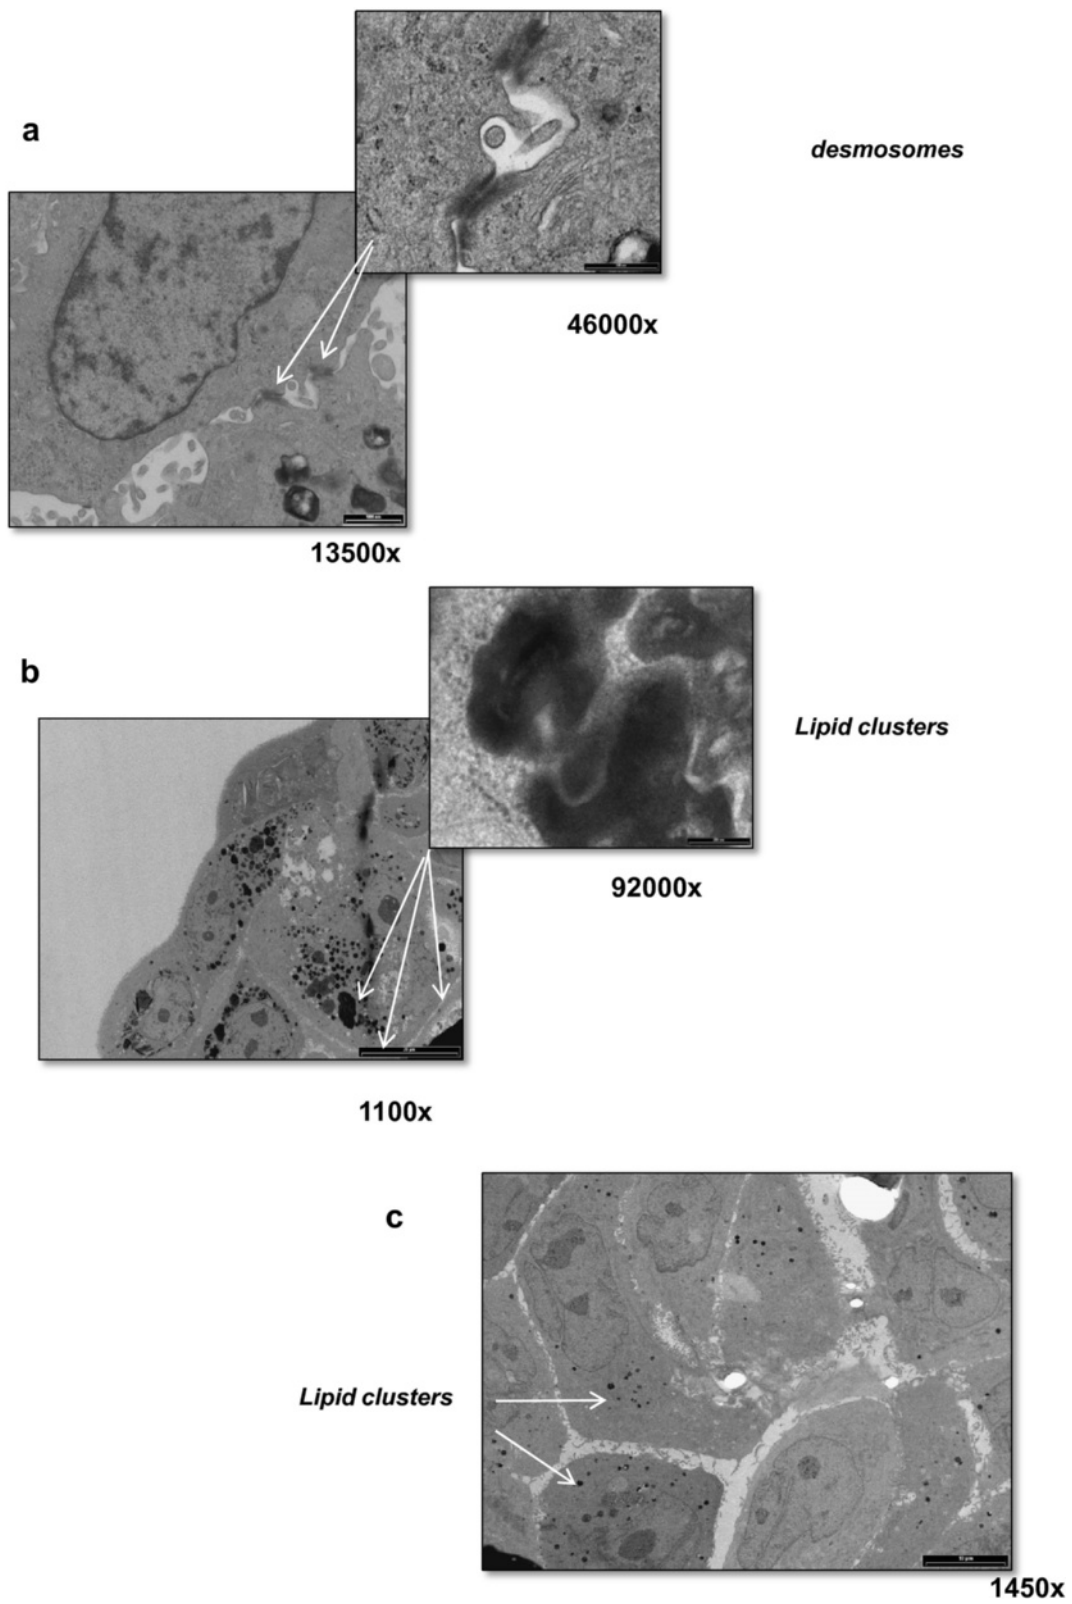 a
desmosomes
46000x
13500x
b
Lipid clusters
92000x
1100x
c
Lipid clusters
1450x